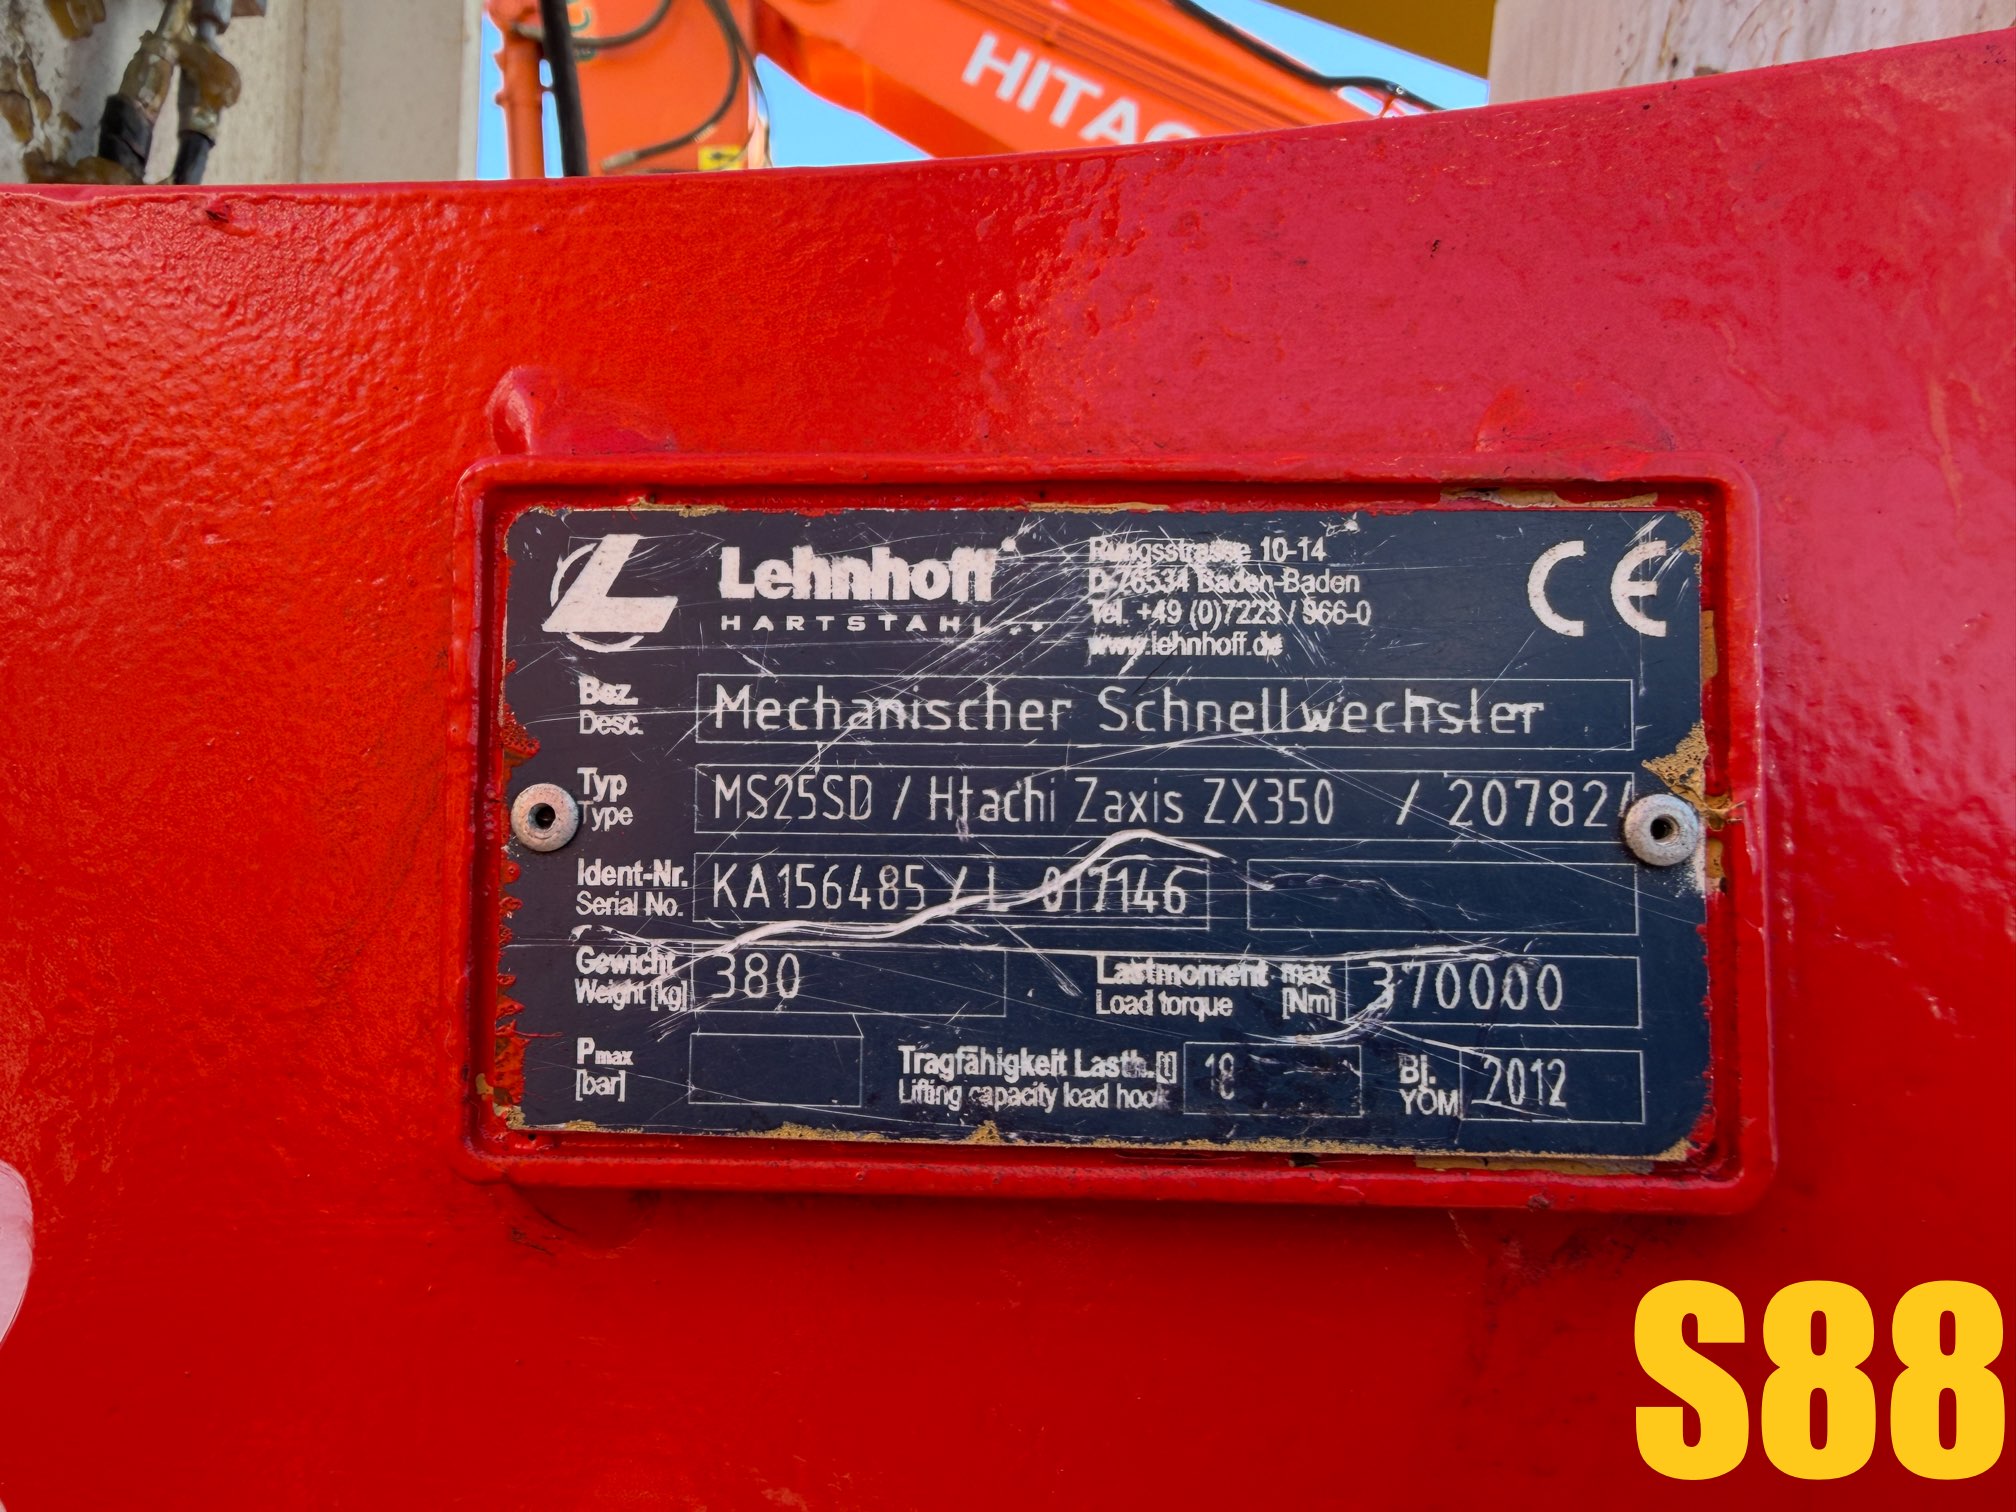 HITAC
Lehnhoff
HARTSTAHL
Rungsstrasse 10-14
D-76534 Baden-Baden
Tel. +49 (0)7223 / 966-0
www.lehnhoff.de
CE
Bez. Mechanischer Schnellwechsler
Desc.
Typ MS25SD / Htachi Zaxis ZX350 / 20782
Type
Ident-Nr. KA156485 / L 017146
Serial No.
Gewicht 380 Lastmoment max 370000
Weight [kg] Load torque [Nm]
Pmax Tragfähigkeit Lasth. [t] 18 Bj. 2012
[bar] Lifting capacity load hook YOM
S88